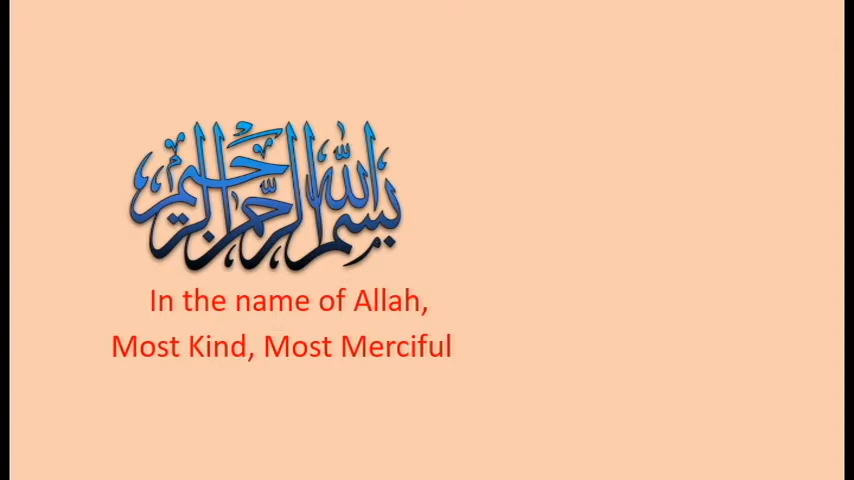 بسم الله الرحمن الرحيم
In the name of Allah,
Most Kind, Most Merciful